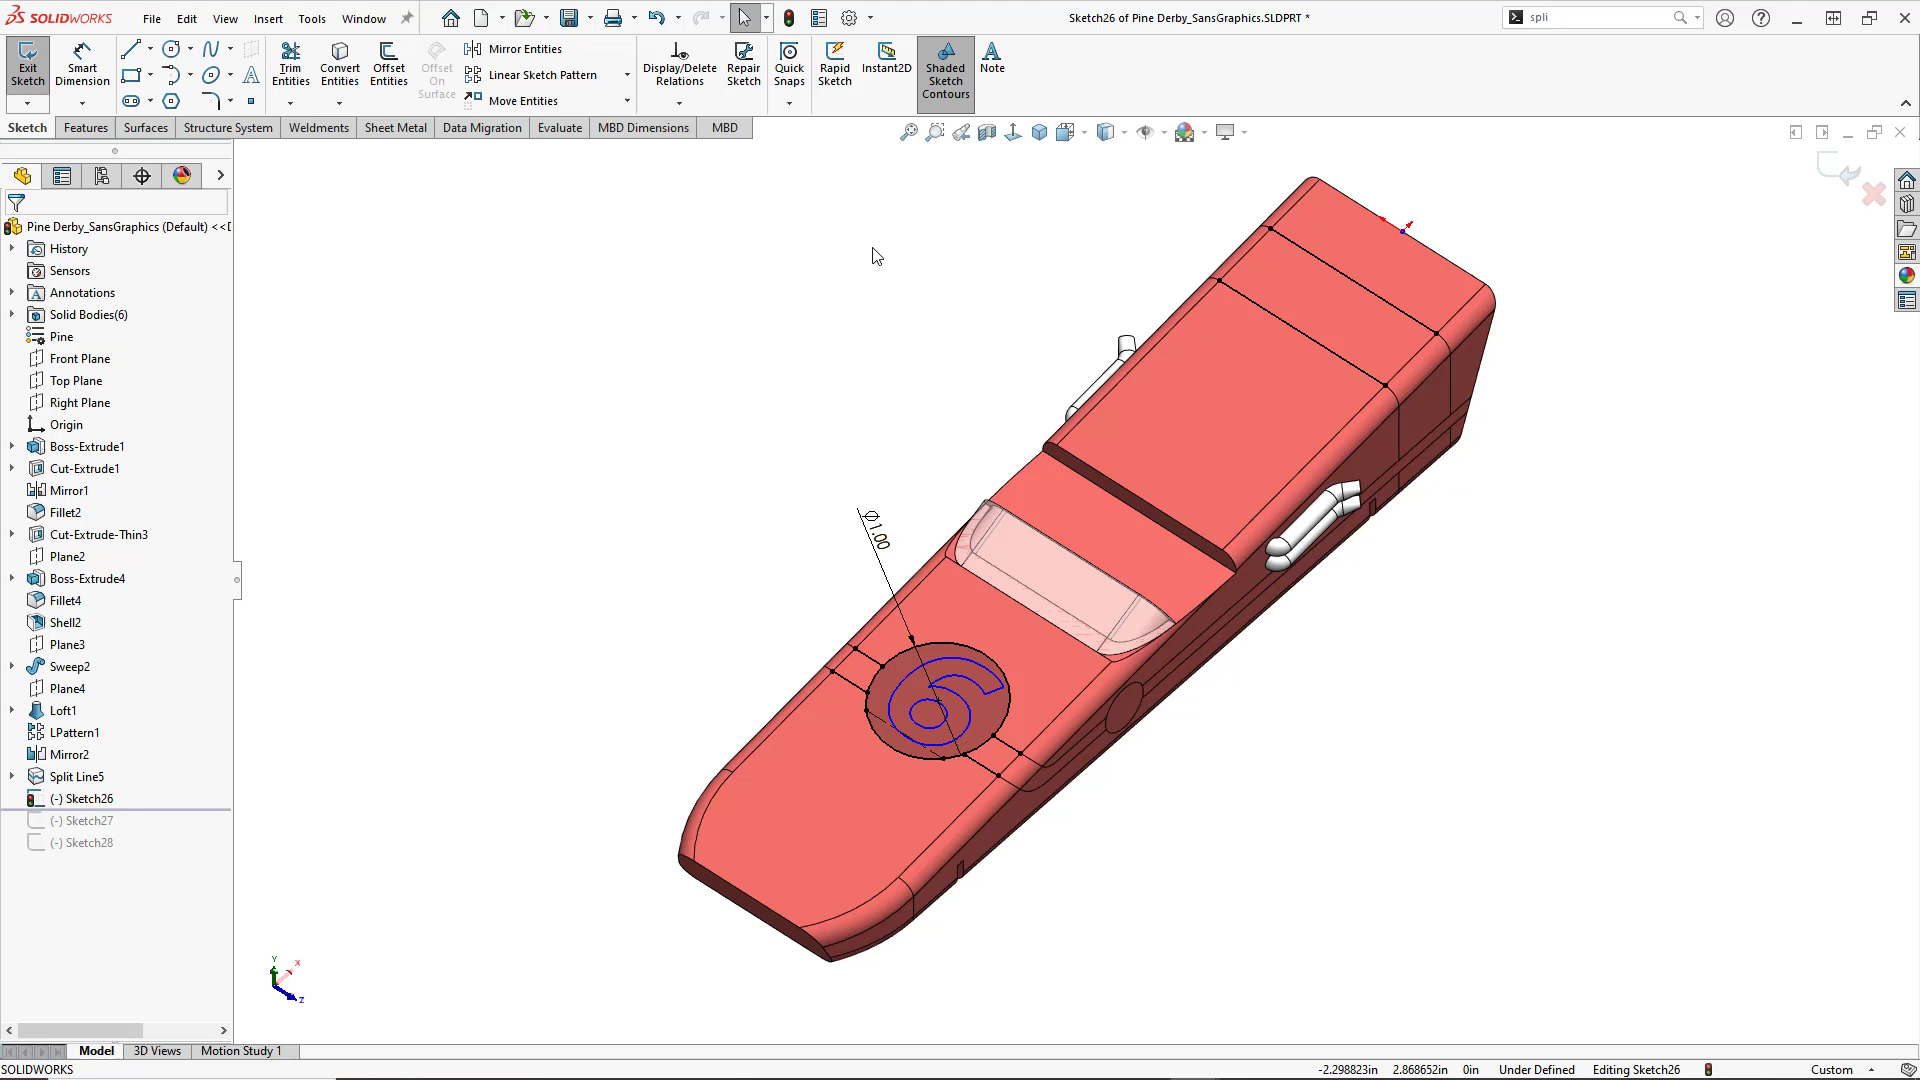 SOLIDWORKS File Edit View Insert Tools Window Sketch26 of Pine Derby_SansGraphics.SLDPRT * spli
Exit Sketch
Smart Dimension
Trim Entities
Convert Entities
Offset Entities
Offset On Surface
Mirror Entities
Linear Sketch Pattern
Move Entities
Display/Delete Relations
Repair Sketch
Quick Snaps
Rapid Sketch
Instant2D
Shaded Sketch Contours
Note
Sketch Features Surfaces Structure System Weldments Sheet Metal Data Migration Evaluate MBD Dimensions MBD
Pine Derby_SansGraphics (Default) <<D
History
Sensors
Annotations
Solid Bodies(6)
Pine
Front Plane
Top Plane
Right Plane
Origin
Boss-Extrude1
Cut-Extrude1
Mirror1
Fillet2
Cut-Extrude-Thin3
Plane2
Boss-Extrude4
Fillet4
Shell2
Plane3
Sweep2
Plane4
Loft1
LPattern1
Mirror2
Split Line5
(-) Sketch26
(-) Sketch27
(-) Sketch28
∅1.00
6
Y
X
Z
Model 3D Views Motion Study 1
SOLIDWORKS -2.298823in 2.868652in 0in Under Defined Editing Sketch26 Custom